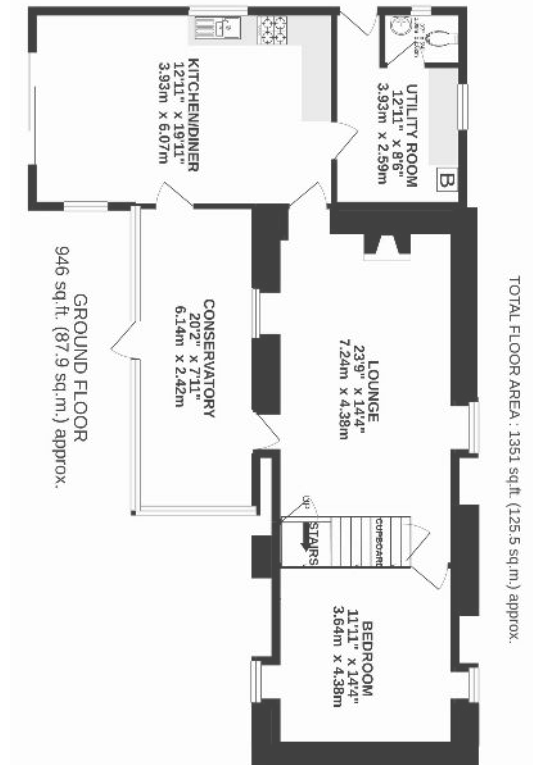 KITCHEN/DINER
12'11" x 19'11"
3.93m x 6.07m
UTILITY ROOM
12'11" x 8'6"
3.93m x 2.59m
B
CONSERVATORY
20'2" x 7'11"
6.14m x 2.42m
LOUNGE
23'9" x 14'4"
7.24m x 4.38m
UP
STAIRS
CUPBOARD
BEDROOM
11'11" x 14'4"
3.64m x 4.38m
GROUND FLOOR
946 sq.ft. (87.9 sq.m.) approx.
TOTAL FLOOR AREA : 1351 sq.ft. (125.5 sq.m.) approx.